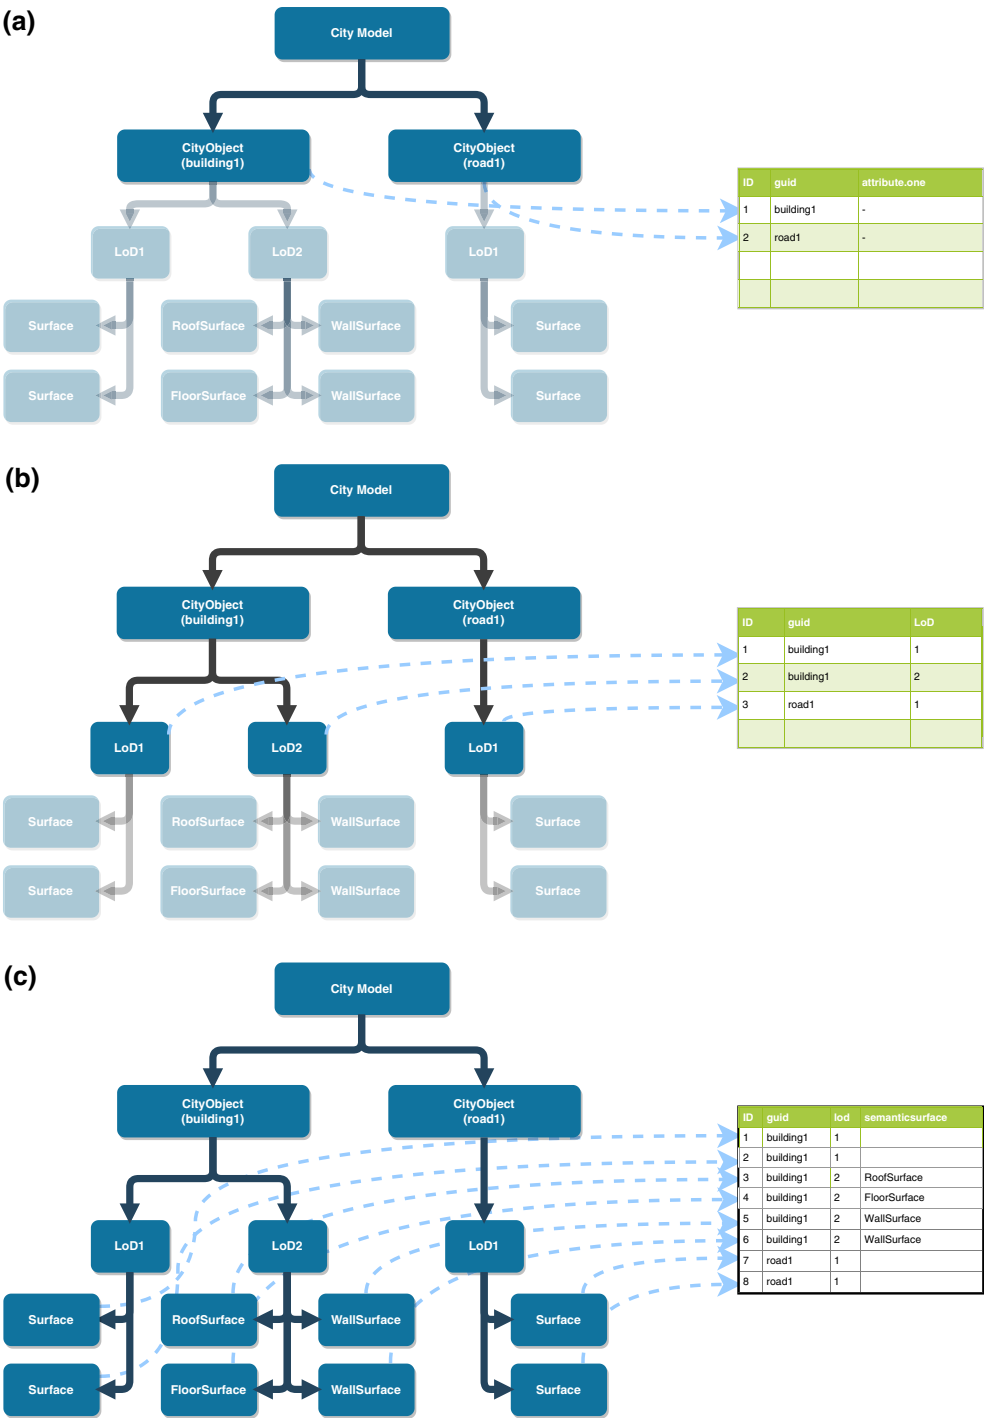 (a)
City Model
CityObject
(building1)
CityObject
(road1)
ID guid attribute.one
1 building1 -
2 road1 -
LoD1 LoD2 LoD1
Surface RoofSurface WallSurface Surface
Surface FloorSurface WallSurface Surface
(b)
City Model
CityObject
(building1)
CityObject
(road1)
ID guid LoD
1 building1 1
2 building1 2
3 road1 1
LoD1 LoD2 LoD1
Surface RoofSurface WallSurface Surface
Surface FloorSurface WallSurface Surface
(c)
City Model
CityObject
(building1)
CityObject
(road1)
ID guid lod semanticsurface
1 building1 1
2 building1 1
3 building1 2 RoofSurface
4 building1 2 FloorSurface
5 building1 2 WallSurface
6 building1 2 WallSurface
7 road1 1
8 road1 1
LoD1 LoD2 LoD1
Surface RoofSurface WallSurface Surface
Surface FloorSurface WallSurface Surface